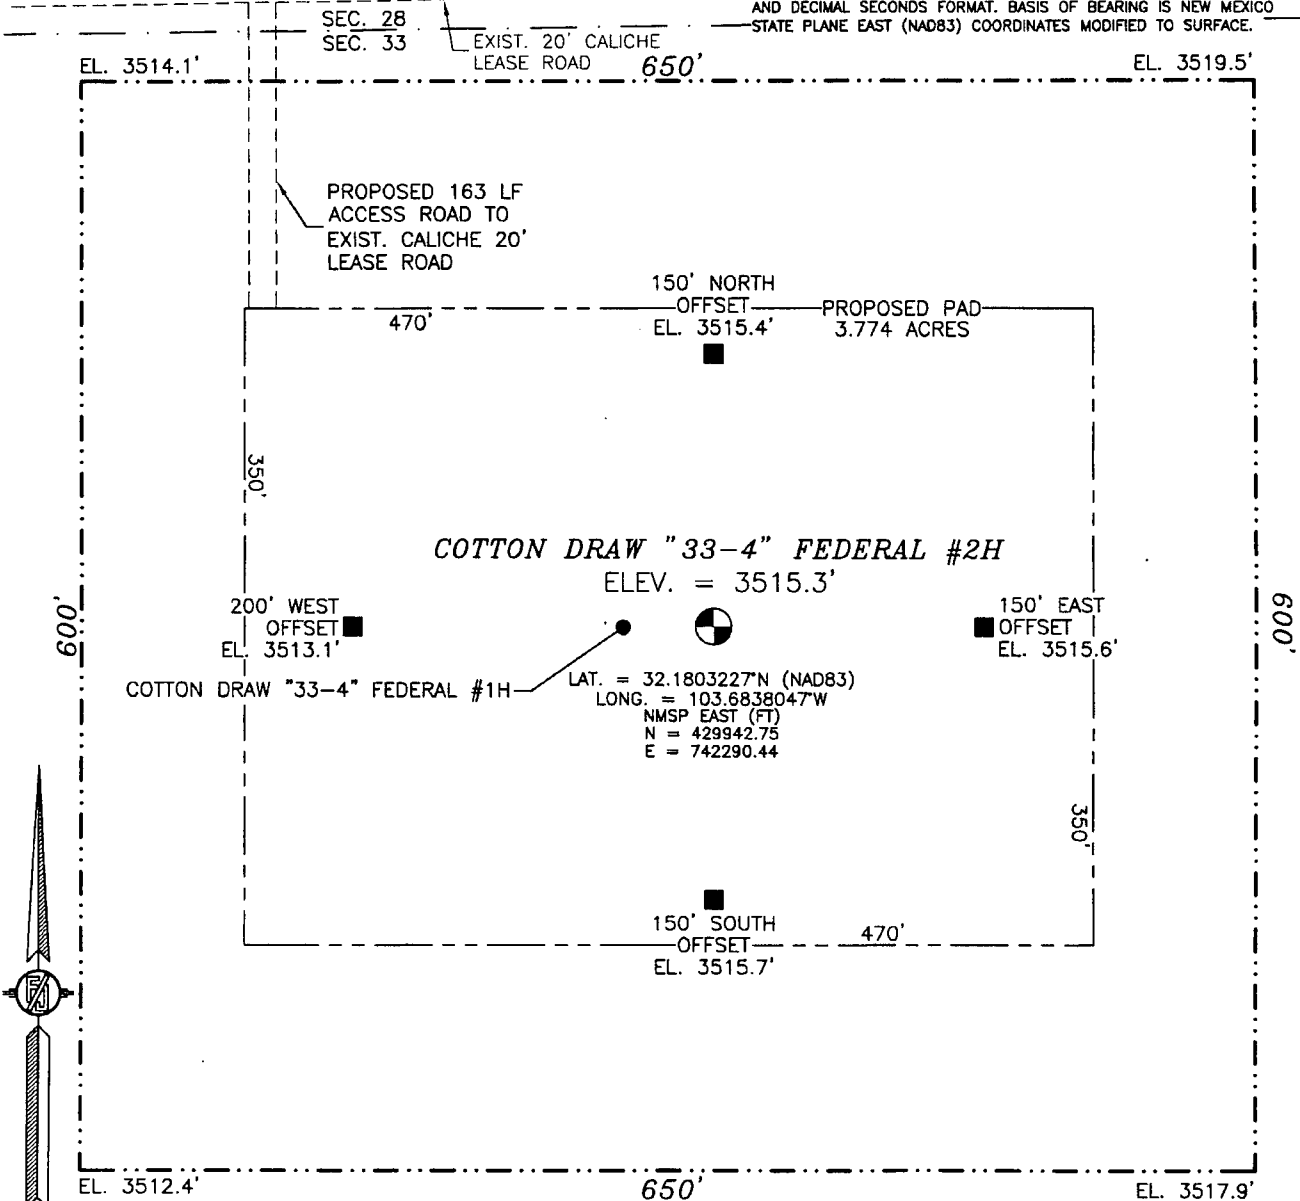 AND DECIMAL SECONDS FORMAT. BASIS OF BEARING IS NEW MEXICO
STATE PLANE EAST (NAD83) COORDINATES MODIFIED TO SURFACE.
SEC. 28
SEC. 33
EXIST. 20' CALICHE
LEASE ROAD
EL. 3514.1'
650'
EL. 3519.5'
PROPOSED 163 LF
ACCESS ROAD TO
EXIST. CALICHE 20'
LEASE ROAD
150' NORTH
OFFSET
EL. 3515.4'
PROPOSED PAD
3.774 ACRES
470'
350'
COTTON DRAW "33-4" FEDERAL #2H
ELEV. = 3515.3'
600'
200' WEST
OFFSET
EL. 3513.1'
150' EAST
OFFSET
EL. 3515.6'
600'
COTTON DRAW "33-4" FEDERAL #1H
LAT. = 32.1803227°N (NAD83)
LONG. = 103.6838047°W
NMSP EAST (FT)
N = 429942.75
E = 742290.44
350'
150' SOUTH
OFFSET
EL. 3515.7'
470'
EL. 3512.4'
650'
EL. 3517.9'